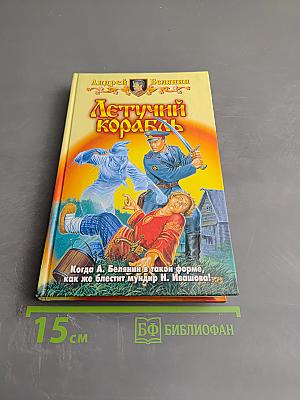 Андрей Белянин
Летучий
корабль
Когда А. Белянин в такой форме,
как же блестит мундир Н. Ивашова!
15 см
БФ БИБЛИОФАН